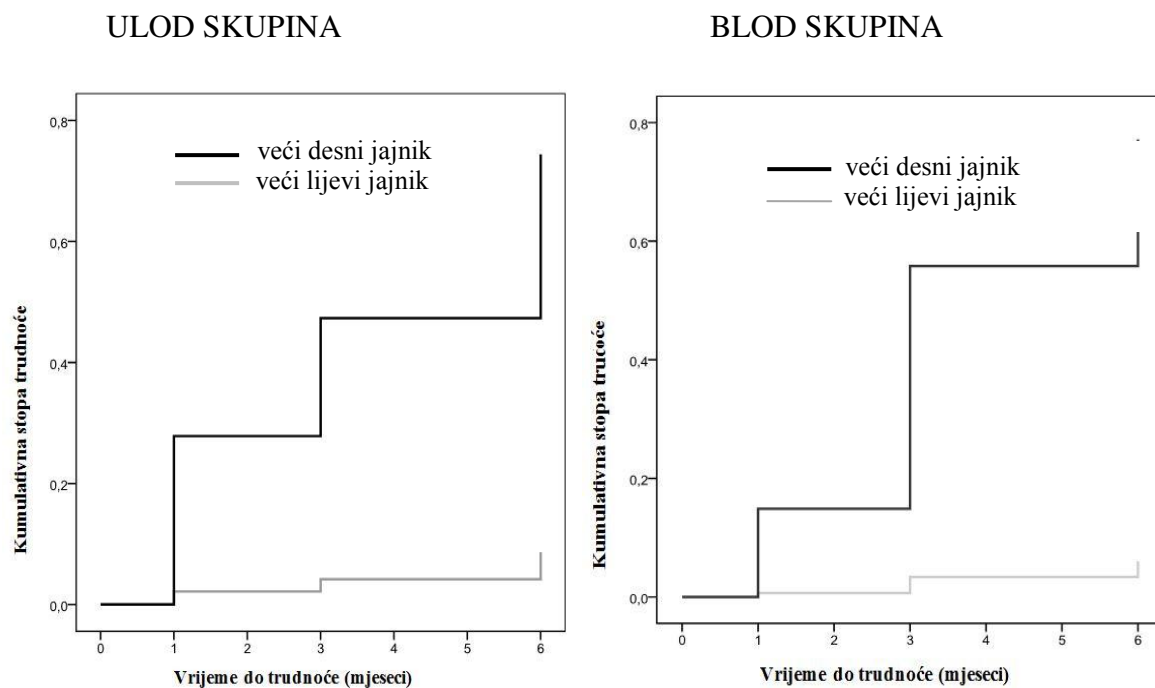 ULOD SKUPINA
0,8
0,6
0,4
0,2
0,0
Kumulativna stopa trudnoće
veći desni jajnik
veći lijevi jajnik
0 1 2 3 4 5 6
Vrijeme do trudnoće (mjeseci)
BLOD SKUPINA
0,8
0,6
0,4
0,2
0,0
Kumulativna stopa trucoće
veći desni jajnik
veći lijevi jajnik
0 1 2 3 4 5 6
Vrijeme do trudnoće (mjeseci)